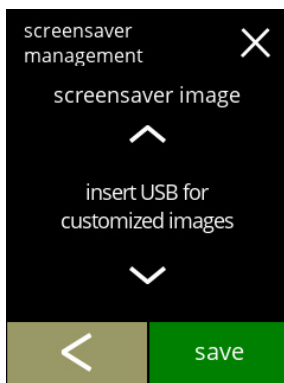 screensaver
management
screensaver image
insert USB for
customized images
save